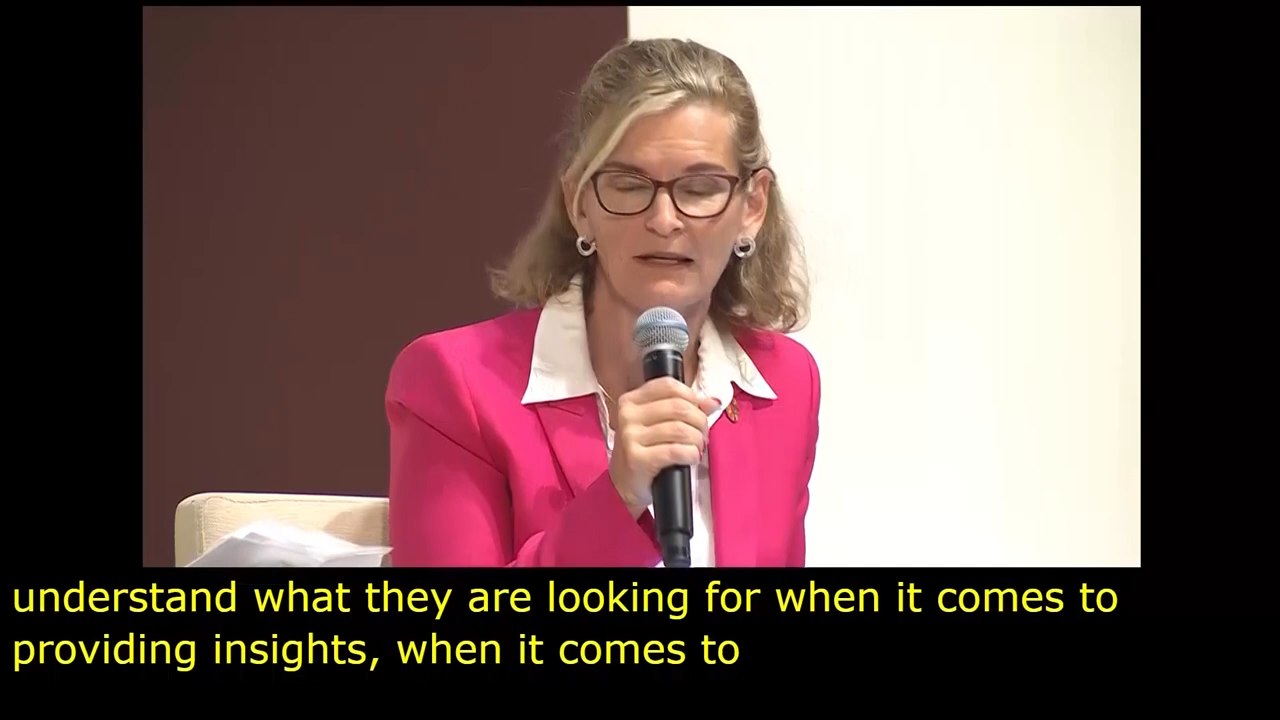 understand what they are looking for when it comes to
providing insights, when it comes to